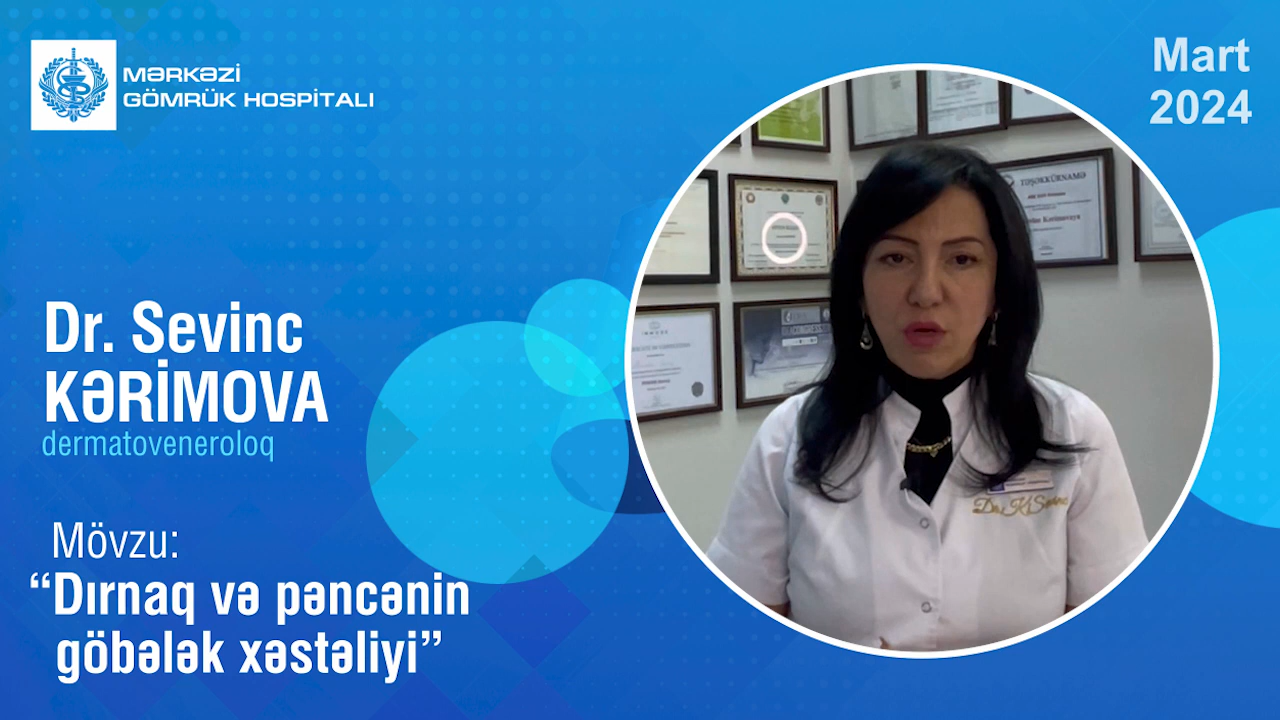 MƏRKƏZİ
GÖMRÜK HOSPİTALI
Mart
2024
TƏŞƏKKÜRNAMƏ
Dr. Sevinc
KƏRİMOVA
dermatoveneroloq
Dr. K. Sevinc
Mövzu:
“Dırnaq və pəncənin
göbələk xəstəliyi”